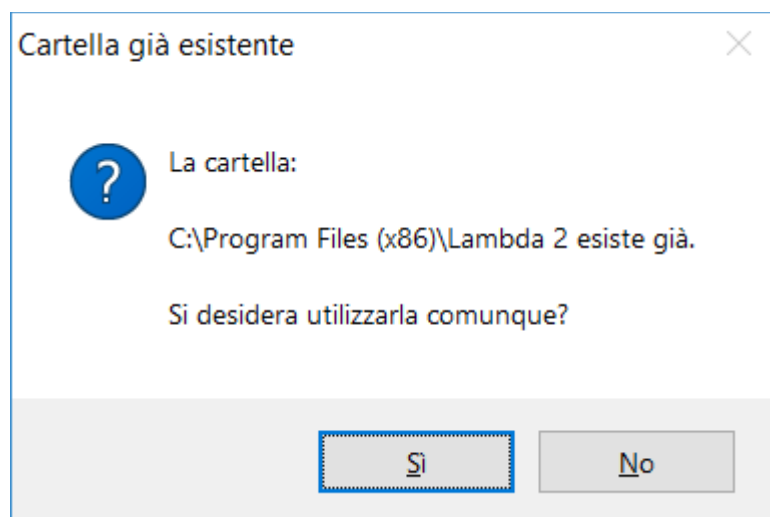 Cartella già esistente
?
La cartella:
C:\Program Files (x86)\Lambda 2 esiste già.
Si desidera utilizzarla comunque?
Sì
No